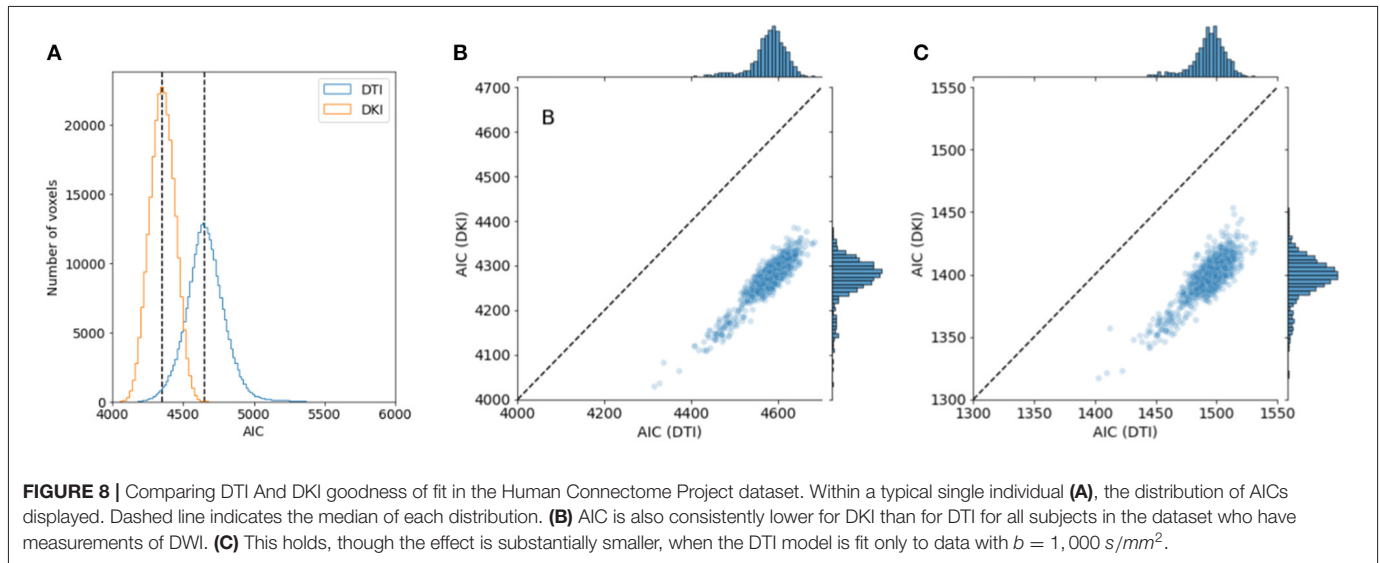 A
DTI
DKI
20000
15000
10000
5000
0
Number of voxels
4000 4500 5000 5500 6000
AIC
B
4700
4600
4500
4400
4300
4200
4100
4000
AIC (DKI)
B
4000 4200 4400 4600
AIC (DTI)
C
1550
1500
1450
1400
1350
1300
AIC (DKI)
1300 1350 1400 1450 1500 1550
AIC (DTI)
FIGURE 8 | Comparing DTI And DKI goodness of fit in the Human Connectome Project dataset. Within a typical single individual (A), the distribution of AICs
displayed. Dashed line indicates the median of each distribution. (B) AIC is also consistently lower for DKI than for DTI for all subjects in the dataset who have
measurements of DWI. (C) This holds, though the effect is substantially smaller, when the DTI model is fit only to data with b = 1, 000 s/mm².